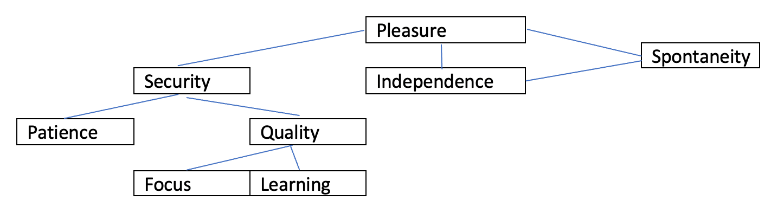 Pleasure
Spontaneity
Security
Independence
Patience
Quality
Focus
Learning